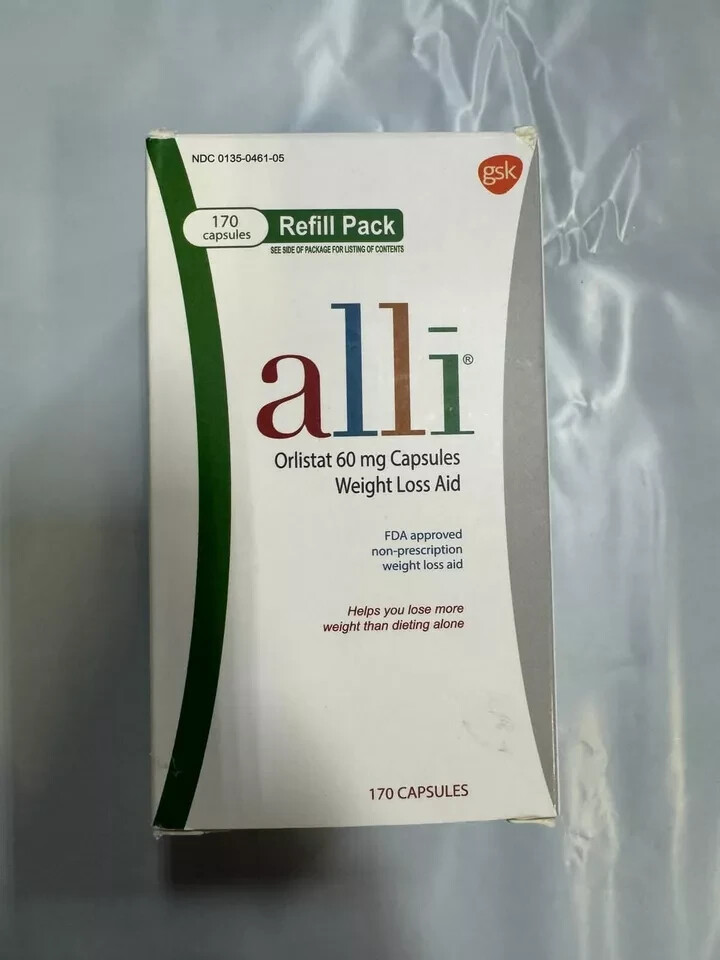 NDC 0135-0461-05
gsk
170
capsules
Refill Pack
SEE SIDE OF PACKAGE FOR LISTING OF CONTENTS
alli®
Orlistat 60 mg Capsules
Weight Loss Aid
FDA approved
non-prescription
weight loss aid
Helps you lose more
weight than dieting alone
170 CAPSULES